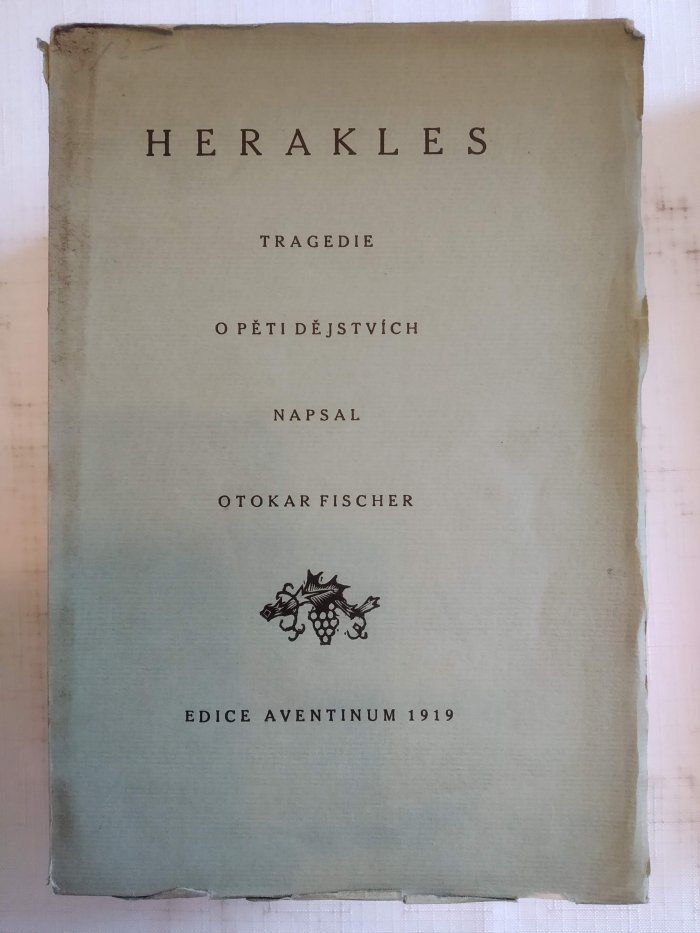 HERAKLES
TRAGEDIE
O PĚTI DĚJSTVÍCH
NAPSAL
OTOKAR FISCHER
EDICE AVENTINUM 1919